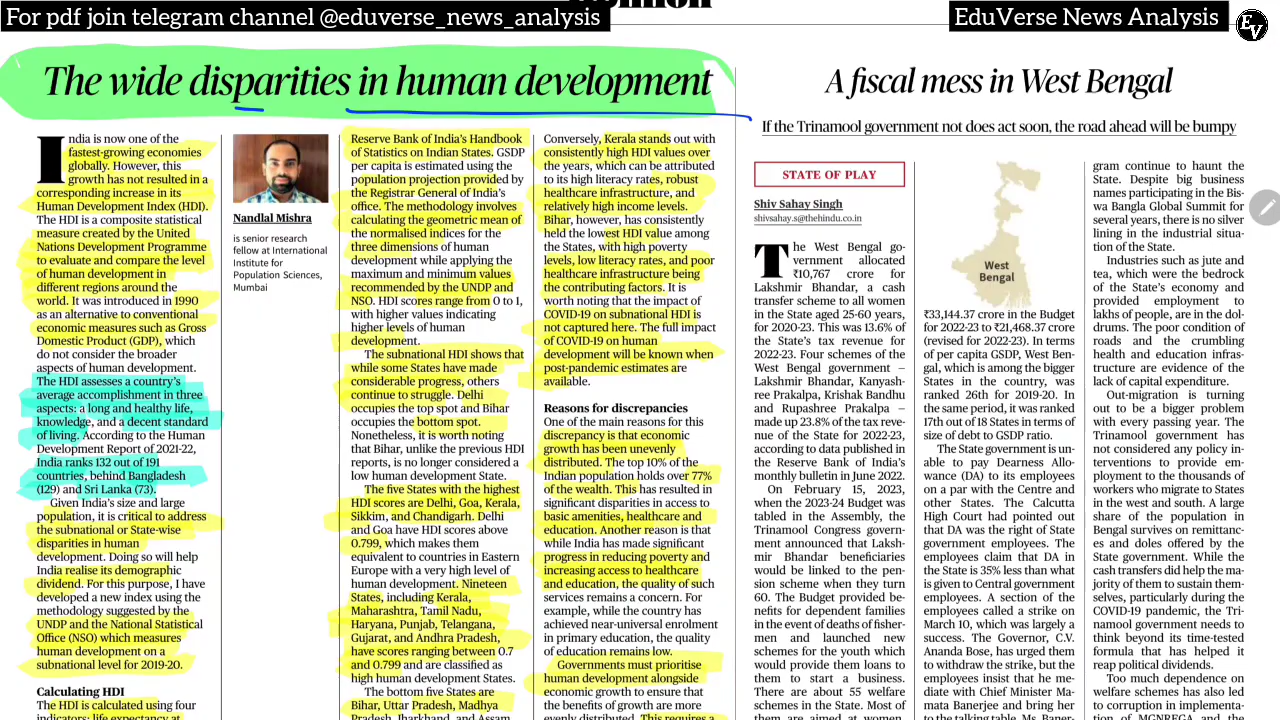 For pdf join telegram channel @eduverse_news_analysis
EduVerse News Analysis
EV
The wide disparities in human development
India is now one of the
fastest-growing economies
globally. However, this
growth has not resulted in a
corresponding increase in its
Human Development Index (HDI).
The HDI is a composite statistical
measure created by the United
Nations Development Programme
to evaluate and compare the level
of human development in
different regions around the
world. It was introduced in 1990
as an alternative to conventional
economic measures such as Gross
Domestic Product (GDP), which
do not consider the broader
aspects of human development.
The HDI assesses a country's
average accomplishment in three
aspects: a long and healthy life,
knowledge, and a decent standard
of living. According to the Human
Development Report of 2021-22,
India ranks 132 out of 191
countries, behind Bangladesh
(129) and Sri Lanka (73).
Given India's size and large
population, it is critical to address
the subnational or State-wise
disparities in human
development. Doing so will help
India realise its demographic
dividend. For this purpose, I have
developed a new index using the
methodology suggested by the
UNDP and the National Statistical
Office (NSO) which measures
human development on a
subnational level for 2019-20.
Calculating HDI
The HDI is calculated using four
indicators: life expectancy at
Nandlal Mishra
is senior research
fellow at International
Institute for
Population Sciences,
Mumbai
Reserve Bank of India's Handbook
of Statistics on Indian States. GSDP
per capita is estimated using the
population projection provided by
the Registrar General of India's
office. The methodology involves
calculating the geometric mean of
the normalised indices for the
three dimensions of human
development while applying the
maximum and minimum values
recommended by the UNDP and
NSO. HDI scores range from 0 to 1,
with higher values indicating
higher levels of human
development.
The subnational HDI shows that
while some States have made
considerable progress, others
continue to struggle. Delhi
occupies the top spot and Bihar
occupies the bottom spot.
Nonetheless, it is worth noting
that Bihar, unlike the previous HDI
reports, is no longer considered a
low human development State.
The five States with the highest
HDI scores are Delhi, Goa, Kerala,
Sikkim, and Chandigarh. Delhi
and Goa have HDI scores above
0.799, which makes them
equivalent to countries in Eastern
Europe with a very high level of
human development. Nineteen
States, including Kerala,
Maharashtra, Tamil Nadu,
Haryana, Punjab, Telangana,
Gujarat, and Andhra Pradesh,
have scores ranging between 0.7
and 0.799 and are classified as
high human development States.
The bottom five States are
Bihar, Uttar Pradesh, Madhya
Pradesh, Jharkhand, and Assam
Conversely, Kerala stands out with
consistently high HDI values over
the years, which can be attributed
to its high literacy rates, robust
healthcare infrastructure, and
relatively high income levels.
Bihar, however, has consistently
held the lowest HDI value among
the States, with high poverty
levels, low literacy rates, and poor
healthcare infrastructure being
the contributing factors. It is
worth noting that the impact of
COVID-19 on subnational HDI is
not captured here. The full impact
of COVID-19 on human
development will be known when
post-pandemic estimates are
available.
Reasons for discrepancies
One of the main reasons for this
discrepancy is that economic
growth has been unevenly
distributed. The top 10% of the
Indian population holds over 77%
of the wealth. This has resulted in
significant disparities in access to
basic amenities, healthcare and
education. Another reason is that
while India has made significant
progress in reducing poverty and
increasing access to healthcare
and education, the quality of such
services remains a concern. For
example, while the country has
achieved near-universal enrolment
in primary education, the quality
of education remains low.
Governments must prioritise
human development alongside
economic growth to ensure that
the benefits of growth are more
evenly distributed. This requires a
A fiscal mess in West Bengal
If the Trinamool government not does act soon, the road ahead will be bumpy
STATE OF PLAY
Shiv Sahay Singh
shivsahay.s@thehindu.co.in
The West Bengal go-
vernment allocated
₹10,767 crore for
Lakshmir Bhandar, a cash
transfer scheme to all women
in the State aged 25-60 years,
for 2020-23. This was 13.6% of
the State's tax revenue for
2022-23. Four schemes of the
West Bengal government —
Lakshmir Bhandar, Kanyash-
ree Prakalpa, Krishak Bandhu
and Rupashree Prakalpa —
made up 23.8% of the tax reve-
nue of the State for 2022-23,
according to data published in
the Reserve Bank of India's
monthly bulletin in June 2022.
On February 15, 2023,
when the 2023-24 Budget was
tabled in the Assembly, the
Trinamool Congress govern-
ment announced that Laksh-
mir Bhandar beneficiaries
would be linked to the pen-
sion scheme when they turn
60. The Budget provided be-
nefits for dependent families
in the event of deaths of fisher-
men and launched new
schemes for the youth which
would provide them loans to
them to start a business.
There are about 55 welfare
schemes in the State. Most of
them are aimed at women,
West
Bengal
₹33,144.37 crore in the Budget
for 2022-23 to ₹21,468.37 crore
(revised for 2022-23). In terms
of per capita GSDP, West Ben-
gal, which is among the bigger
States in the country, was
ranked 26th for 2019-20. In
the same period, it was ranked
17th out of 18 States in terms of
size of debt to GSDP ratio.
The State government is un-
able to pay Dearness Allo-
wance (DA) to its employees
on a par with the Centre and
other States. The Calcutta
High Court had pointed out
that DA was the right of State
government employees. The
employees claim that DA in
the State is 35% less than what
is given to Central government
employees. A section of the
employees called a strike on
March 10, which was largely a
success. The Governor, C.V.
Ananda Bose, has urged them
to withdraw the strike, but the
employees insist that he me-
diate with Chief Minister Ma-
mata Banerjee and bring her
to the talking table. Ms. Baner-
gram continue to haunt the
State. Despite big business
names participating in the Bis-
wa Bangla Global Summit for
several years, there is no silver
lining in the industrial situa-
tion of the State.
Industries such as jute and
tea, which were the bedrock
of the State's economy and
provided employment to
lakhs of people, are in the dol-
drums. The poor condition of
roads and the crumbling
health and education infras-
tructure are evidence of the
lack of capital expenditure.
Out-migration is turning
out to be a bigger problem
with every passing year. The
Trinamool government has
not considered any policy in-
terventions to provide em-
ployment to the thousands of
workers who migrate to States
in the west and south. A large
share of the population in
Bengal survives on remittanc-
es and doles offered by the
State government. While the
cash transfers did help the ma-
jority of them to sustain them-
selves, particularly during the
COVID-19 pandemic, the Tri-
namool government needs to
think beyond its time-tested
formula that has helped it
reap political dividends.
Too much dependence on
welfare schemes has also led
to corruption in implementa-
tion of MGNREGA and the